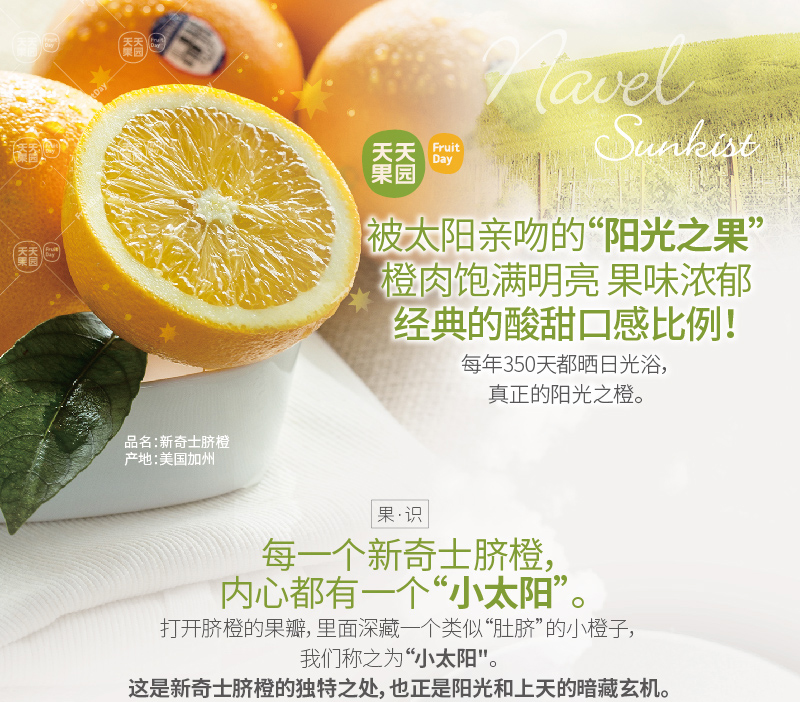 Navel
Sunkist
天天果园
Fruit Day
被太阳亲吻的“阳光之果”
橙肉饱满明亮 果味浓郁
经典的酸甜口感比例！
每年350天都晒日光浴，
真正的阳光之橙。
品名：新奇士脐橙
产地：美国加州
果·识
每一个新奇士脐橙，
内心都有一个“小太阳”。
打开脐橙的果瓣，里面深藏一个类似“肚脐”的小橙子，
我们称之为“小太阳"。
这是新奇士脐橙的独特之处，也正是阳光和上天的暗藏玄机。